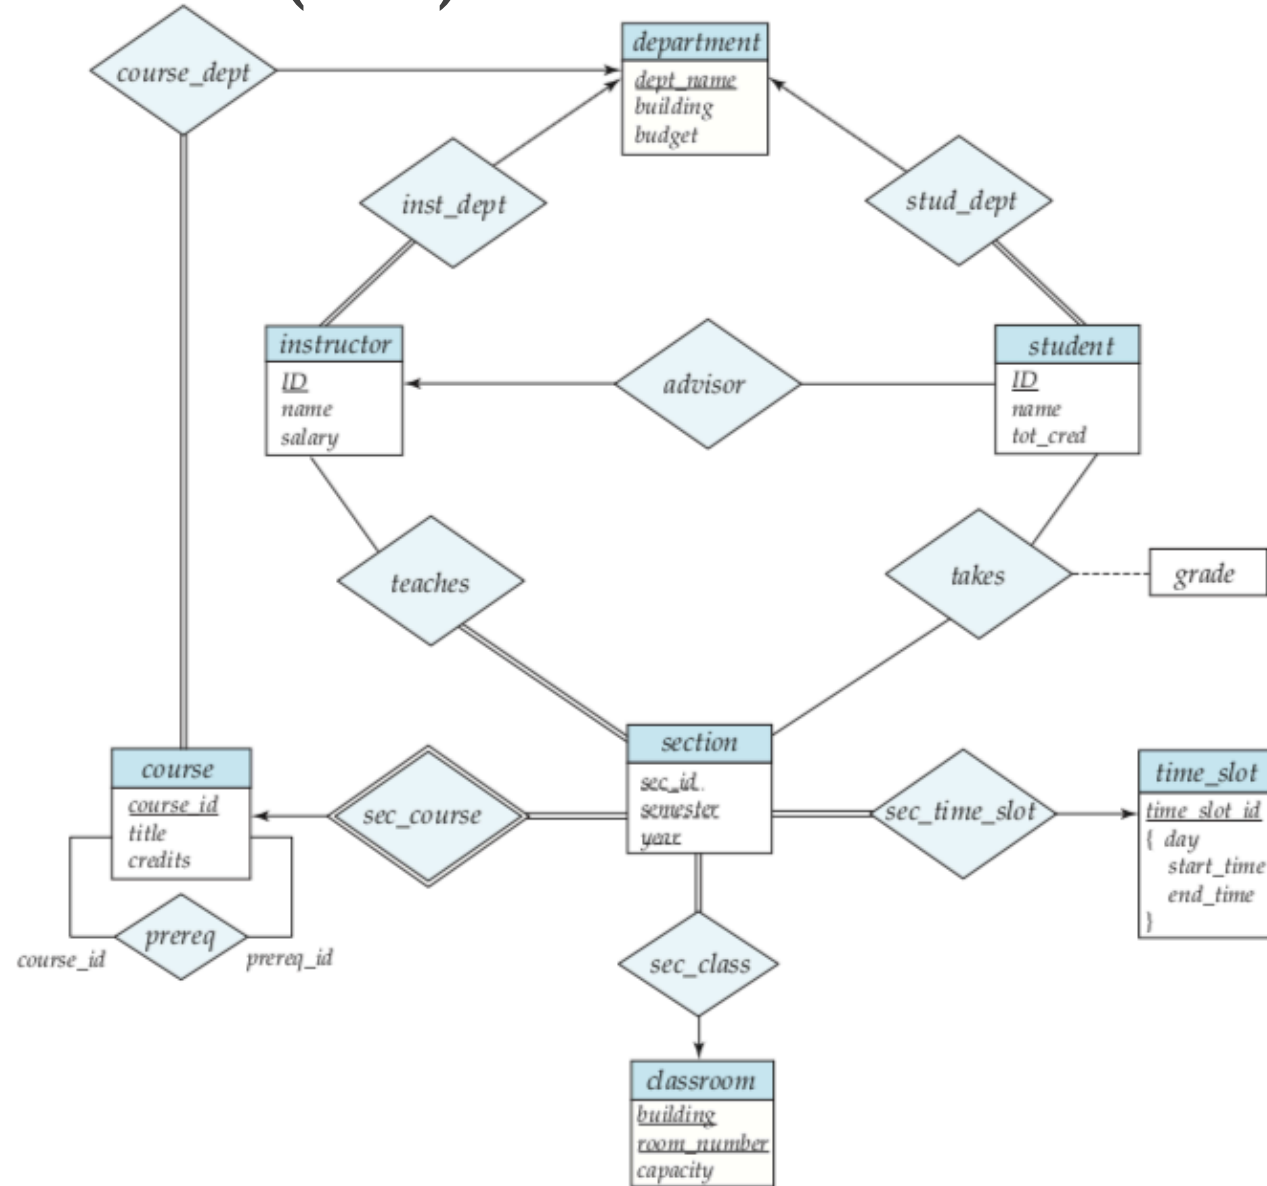 department
course_dept
dept_name
building
budget
inst_dept
stud_dept
instructor
ID
name
salary
advisor
student
ID
name
tot_cred
teaches
takes
grade
section
sec_id
semester
year
course
course_id
title
credits
sec_course
sec_time_slot
time_slot
time_slot_id
{ day
start_time
end_time
}
prereq
course_id
prereq_id
sec_class
classroom
building
room_number
capacity